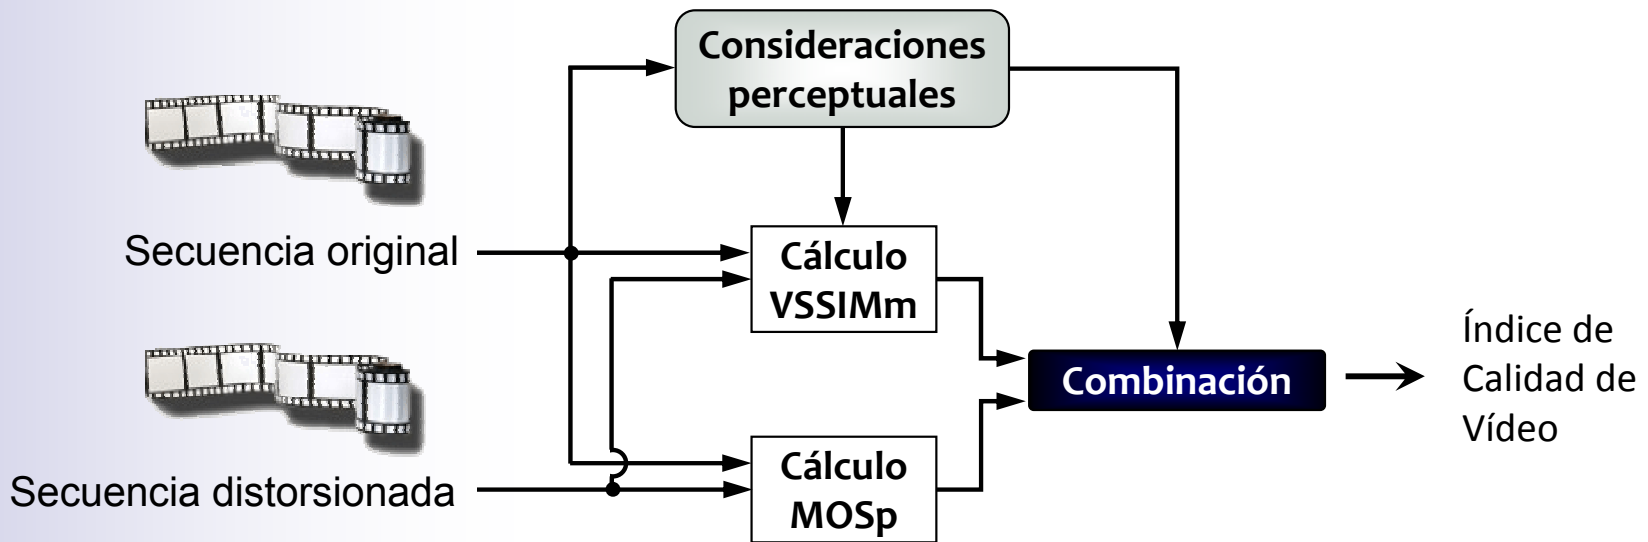 Consideraciones
perceptuales
Secuencia original
Cálculo
VSSIMm
Índice de
Calidad de
Vídeo
Combinación
Secuencia distorsionada
Cálculo
MOSp